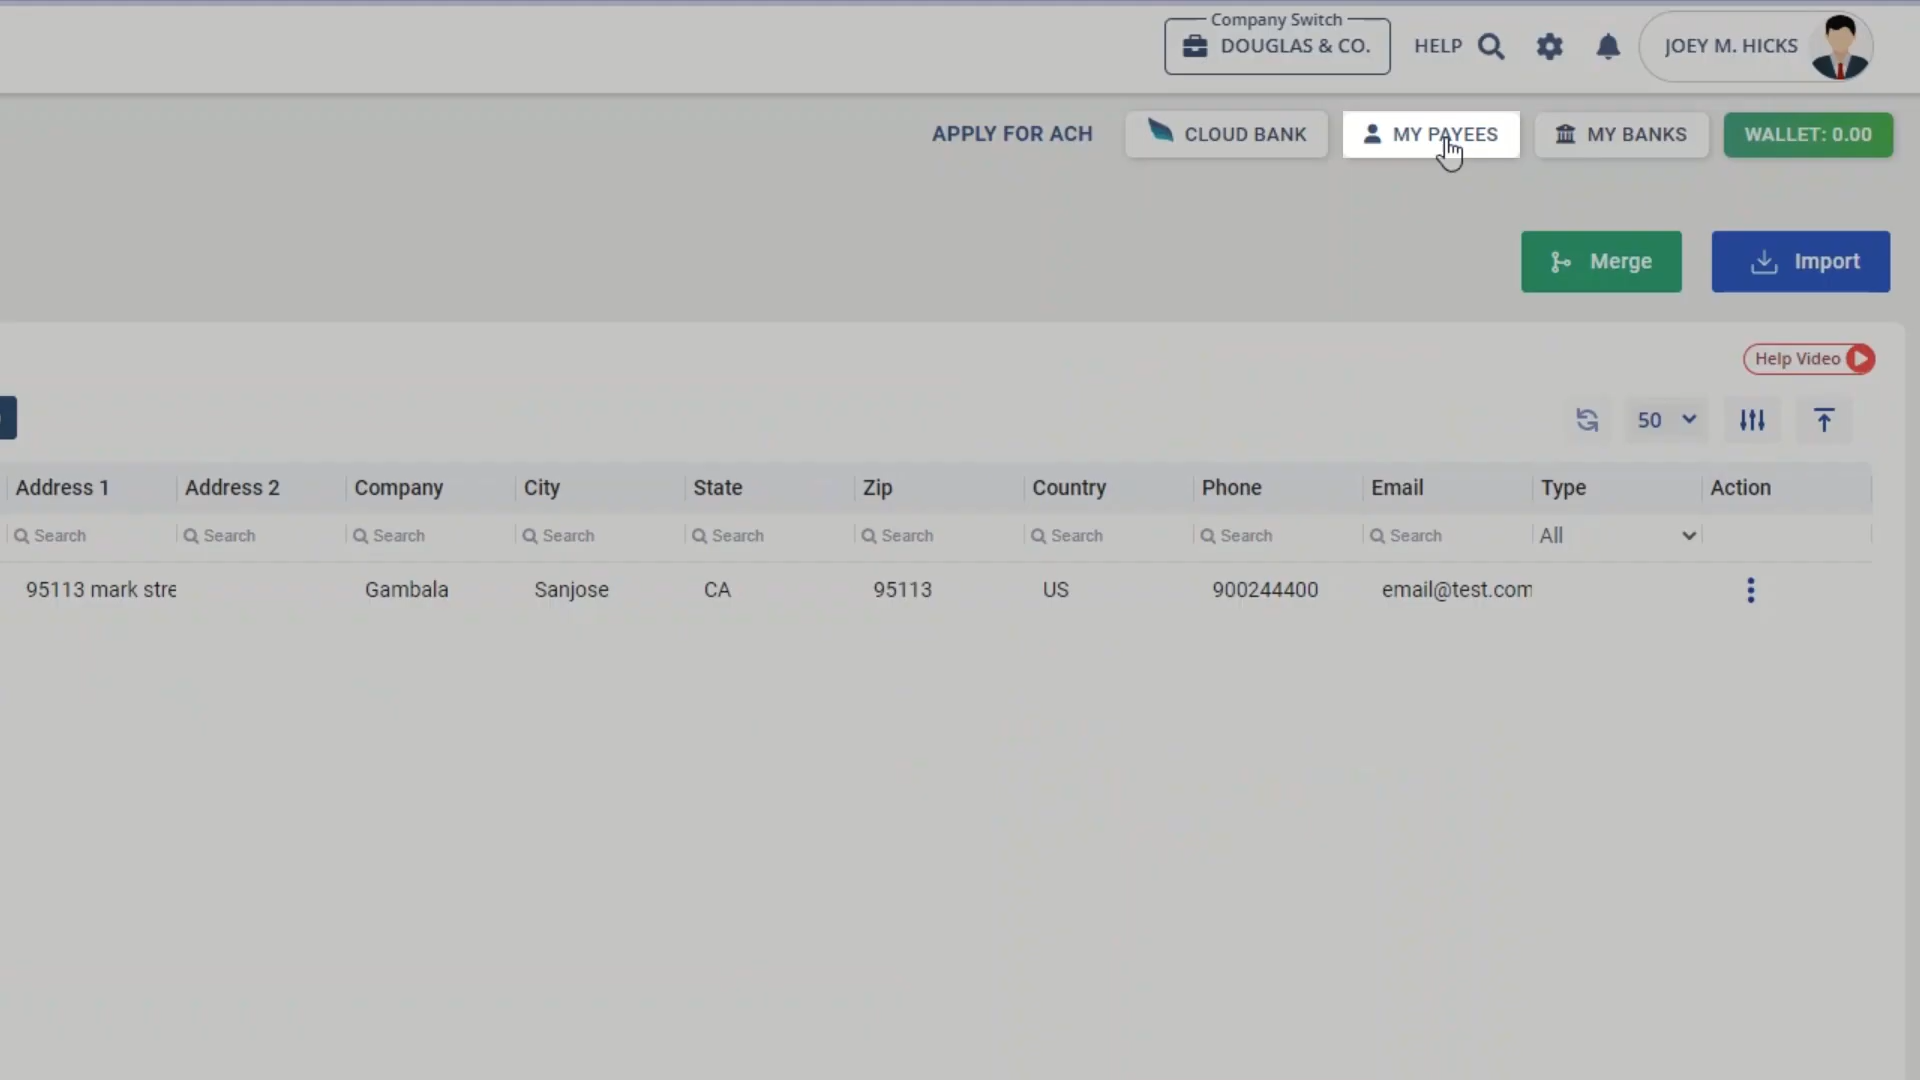 Company Switch
DOUGLAS & CO.
HELP
JOEY M. HICKS
APPLY FOR ACH
CLOUD BANK
MY PAYEES
MY BANKS
WALLET: 0.00
Merge
Import
Help Video
50
Address 1 Address 2 Company City State Zip Country Phone Email Type Action
Search Search Search Search Search Search Search Search Search All
95113 mark stre Gambala Sanjose CA 95113 US 900244400 email@test.com